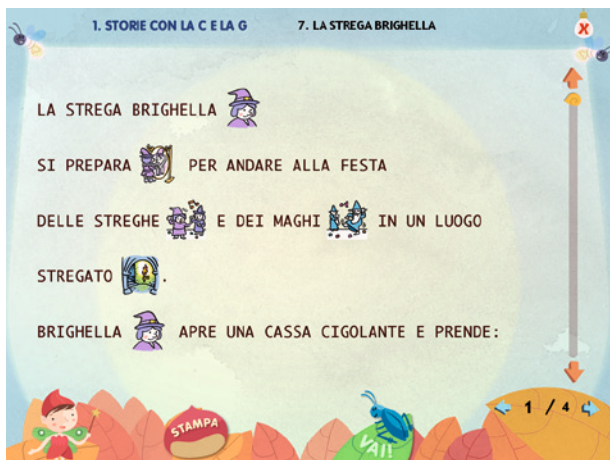 1. STORIE CON LA C E LA G 7. LA STREGA BRIGHELLA
X
LA STREGA BRIGHELLA
SI PREPARA PER ANDARE ALLA FESTA
DELLE STREGHE E DEI MAGHI IN UN LUOGO
STREGATO .
BRIGHELLA APRE UNA CASSA CIGOLANTE E PRENDE:
STAMPA
VAI!
1 / 4